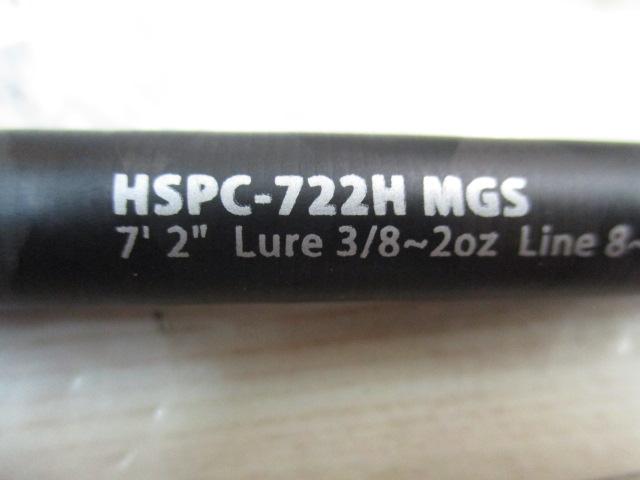 HSPC-722H MGS
7' 2" Lure 3/8~2oz Line 8~